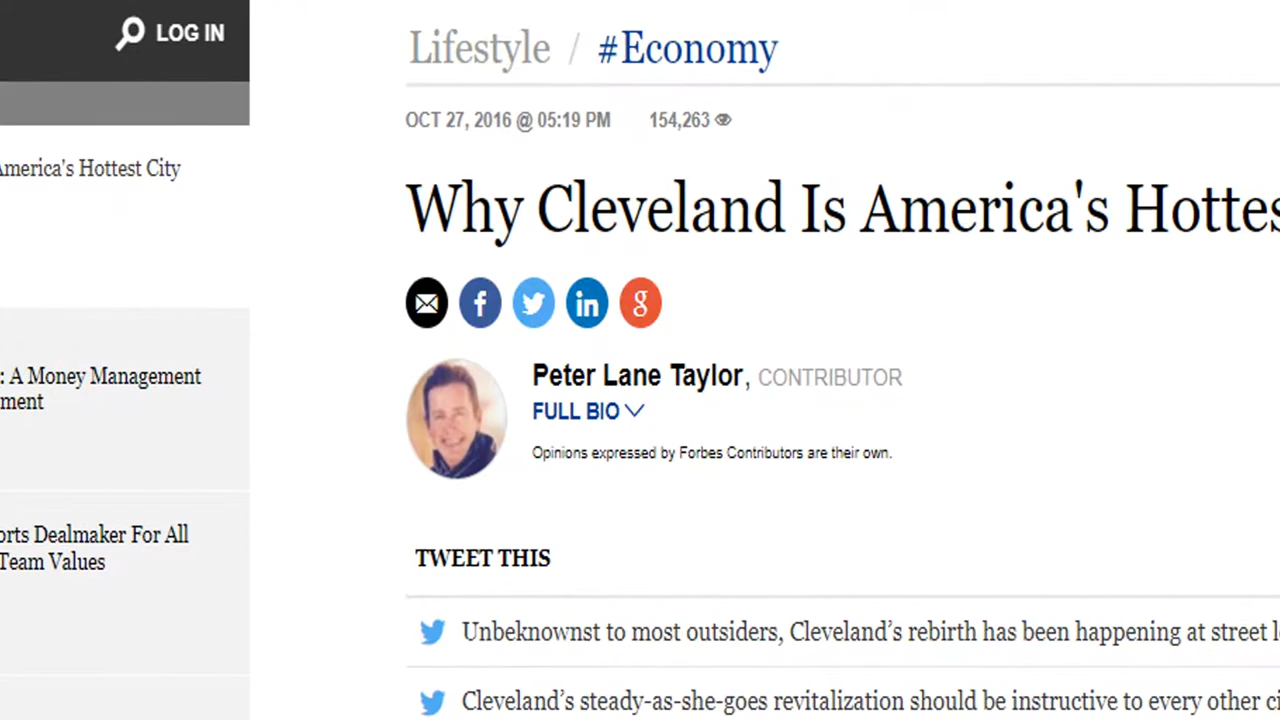 LOG IN
Lifestyle / #Economy
OCT 27, 2016 @ 05:19 PM 154,263
America's Hottest City
Why Cleveland Is America's Hottes
f in g
: A Money Management
ment
Peter Lane Taylor, CONTRIBUTOR
FULL BIO
Opinions expressed by Forbes Contributors are their own.
orts Dealmaker For All
Team Values
TWEET THIS
Unbeknownst to most outsiders, Cleveland’s rebirth has been happening at street l
Cleveland’s steady-as-she-goes revitalization should be instructive to every other ci